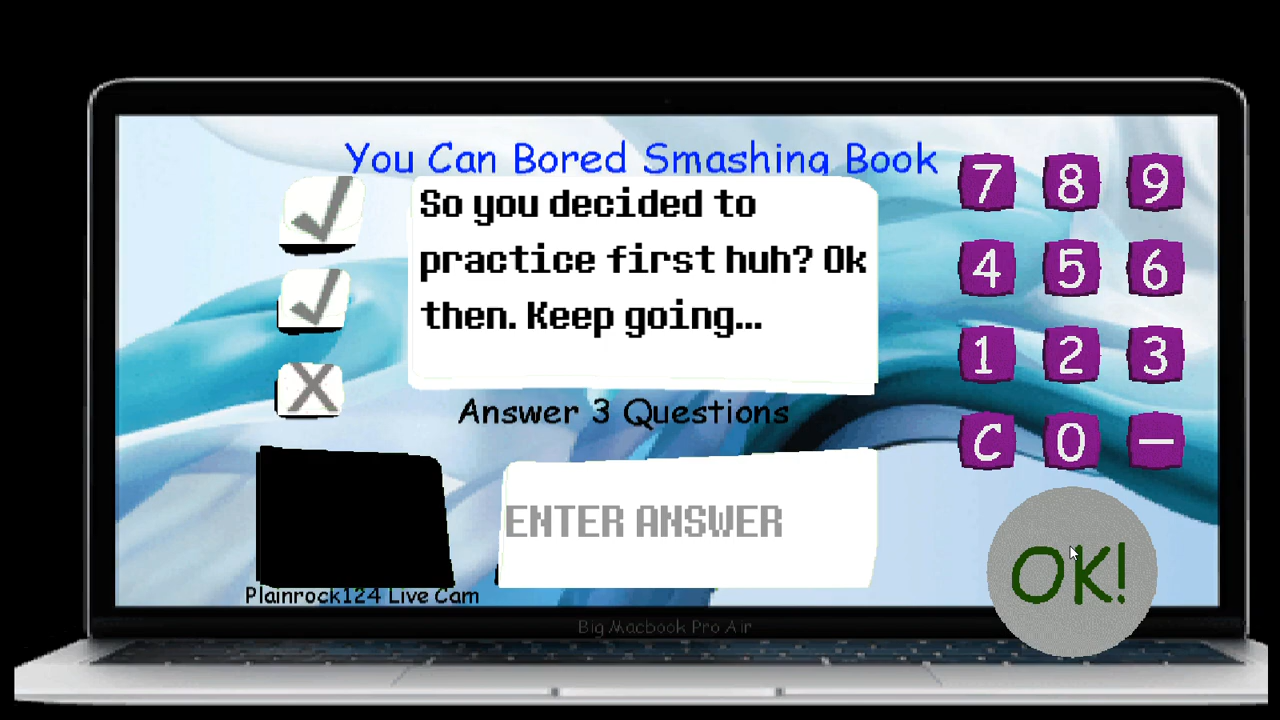 You Can Bored Smashing Book
So you decided to
practice first huh? Ok
then. Keep going...
Answer 3 Questions
ENTER ANSWER
Plainrock124 Live Cam
7 8 9
4 5 6
1 2 3
C 0 —
OK!
Big Macbook Pro Air